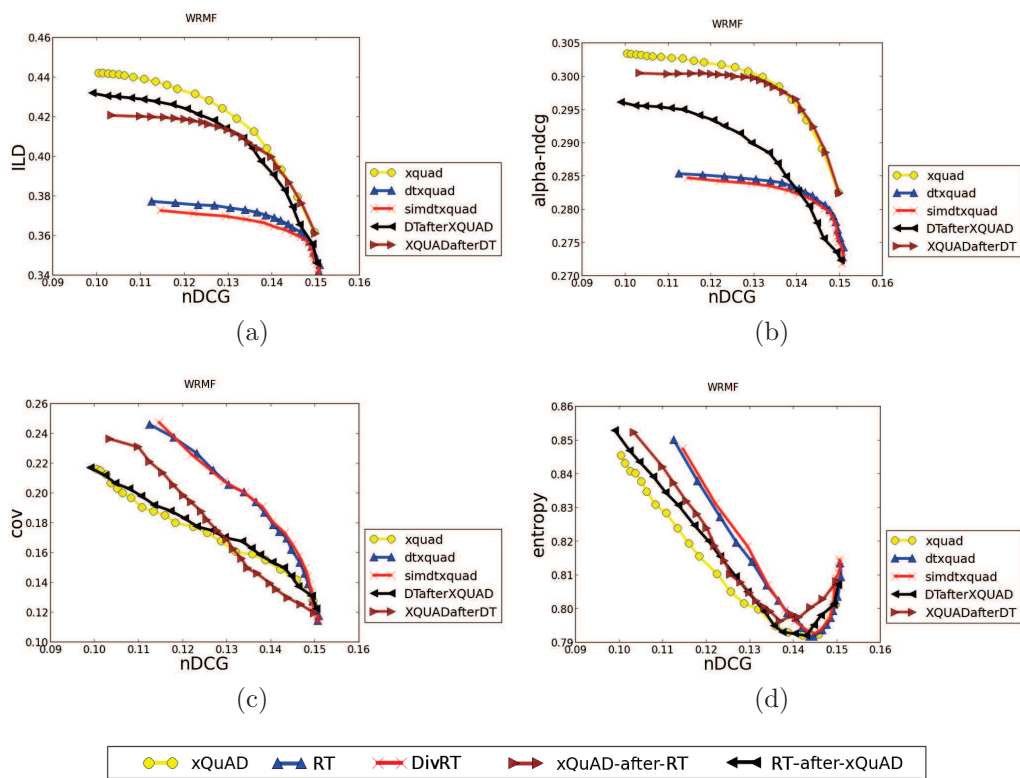 WRMF
0.46
0.44
0.42
0.40
0.38
0.36
0.34
ILD
0.09 0.10 0.11 0.12 0.13 0.14 0.15 0.16
nDCG
xquad
dtxquad
simdtxquad
DTafterXQUAD
XQUADafterDT
(a)
WRMF
0.305
0.300
0.295
0.290
0.285
0.280
0.275
0.270
alpha-ndcg
0.09 0.10 0.11 0.12 0.13 0.14 0.15 0.16
nDCG
xquad
dtxquad
simdtxquad
DTafterXQUAD
XQUADafterDT
(b)
WRMF
0.26
0.24
0.22
0.20
0.18
0.16
0.14
0.12
0.10
cov
0.09 0.10 0.11 0.12 0.13 0.14 0.15 0.16
nDCG
xquad
dtxquad
simdtxquad
DTafterXQUAD
XQUADafterDT
(c)
WRMF
0.86
0.85
0.84
0.83
0.82
0.81
0.80
0.79
entropy
0.09 0.10 0.11 0.12 0.13 0.14 0.15 0.16
nDCG
xquad
dtxquad
simdtxquad
DTafterXQUAD
XQUADafterDT
(d)
xQuAD RT DivRT xQuAD-after-RT RT-after-xQuAD